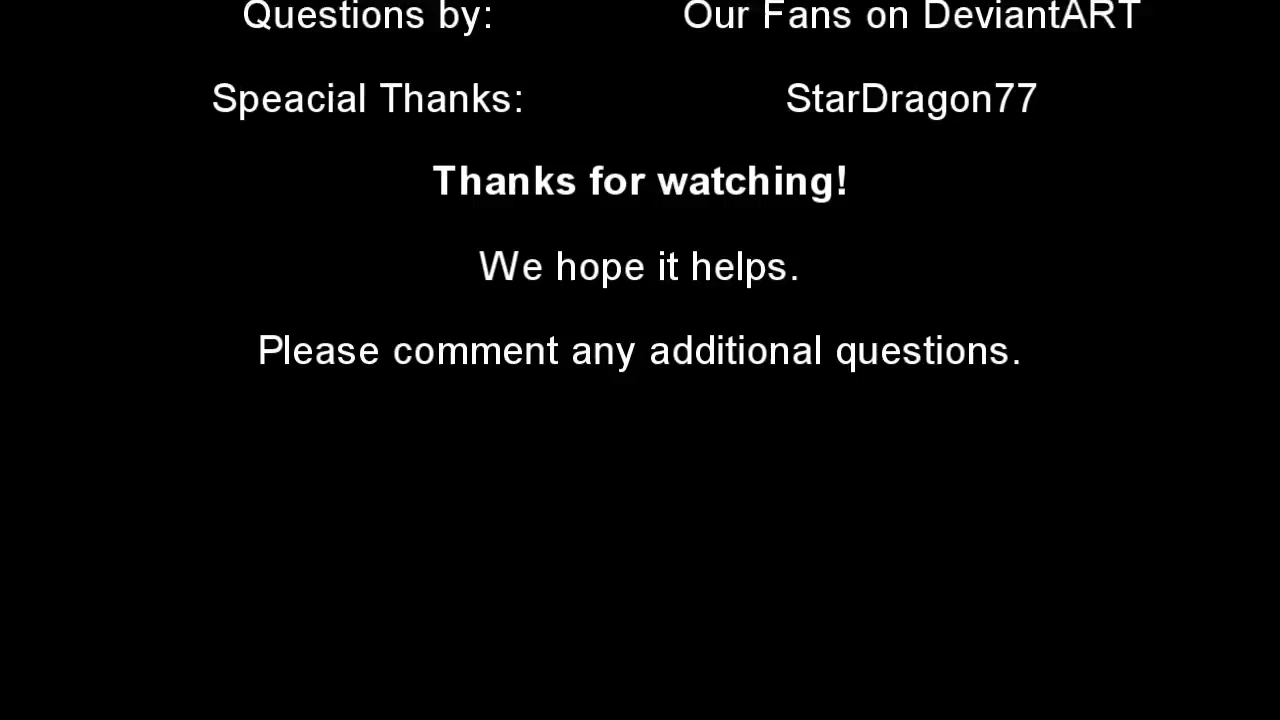 Questions by: Our Fans on DeviantART
Speacial Thanks: StarDragon77
Thanks for watching!
We hope it helps.
Please comment any additional questions.